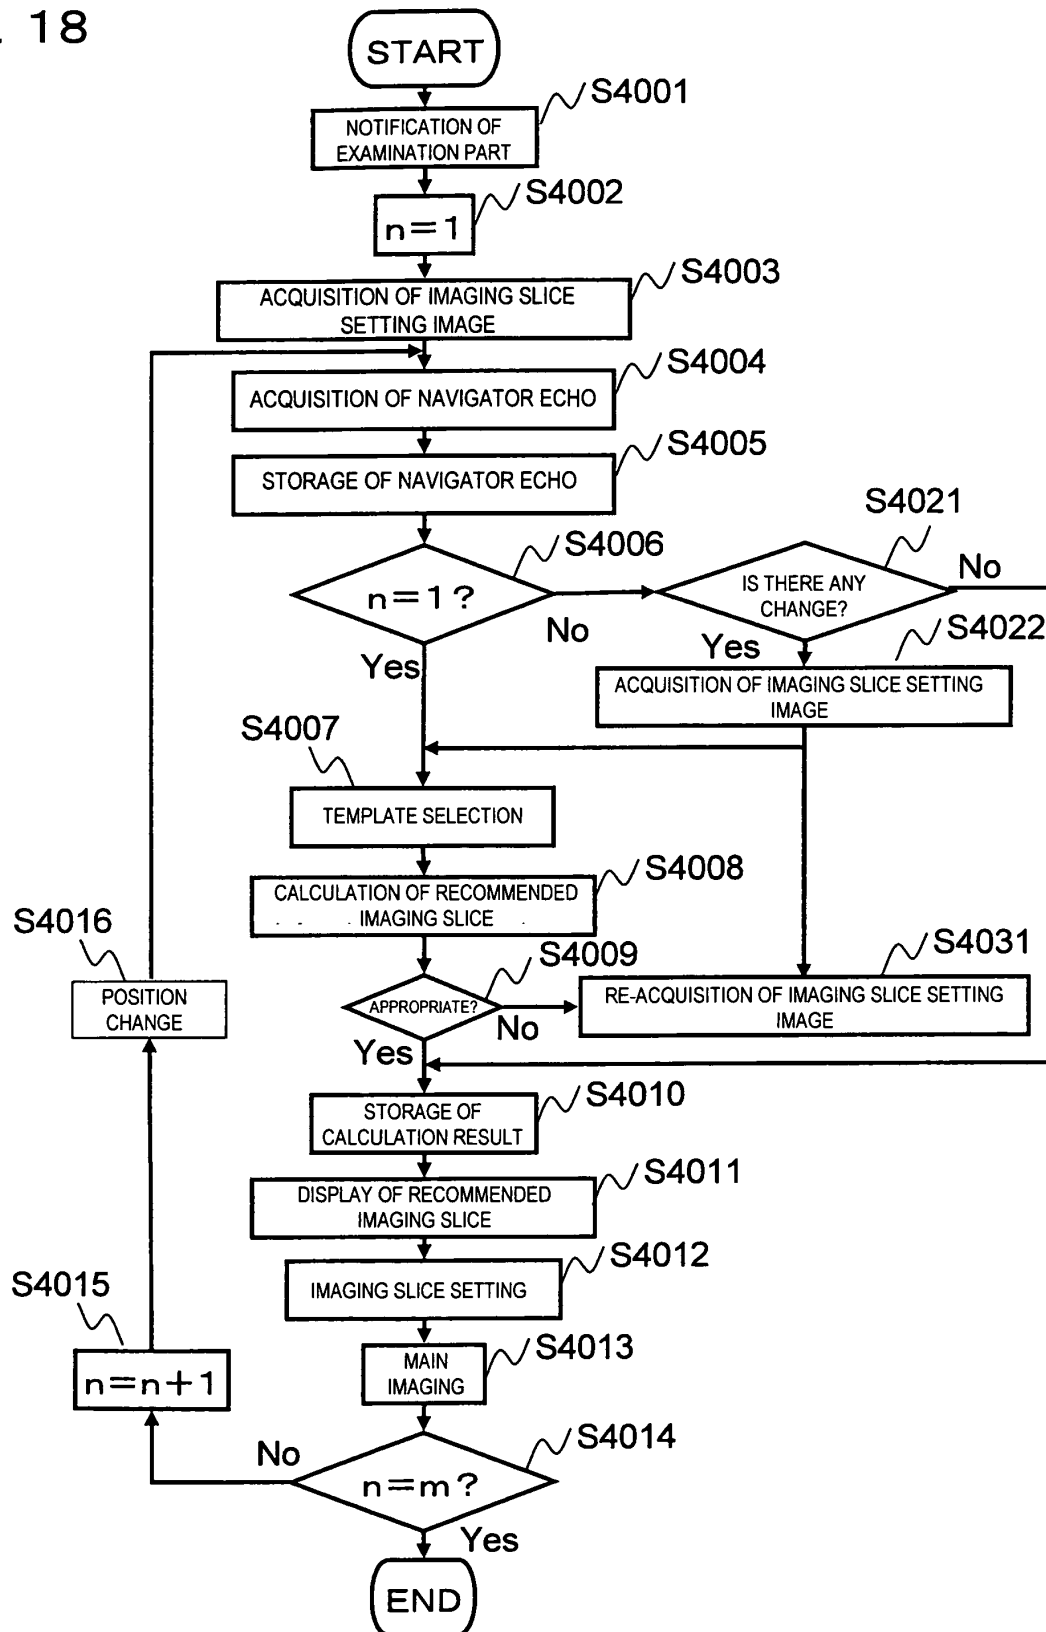 18
START
S4001
NOTIFICATION OF
EXAMINATION PART
S4002
n=1
S4003
ACQUISITION OF IMAGING SLICE
SETTING IMAGE
S4004
ACQUISITION OF NAVIGATOR ECHO
S4005
STORAGE OF NAVIGATOR ECHO
S4006
n=1?
No
Yes
S4021
IS THERE ANY
CHANGE?
No
Yes
S4022
ACQUISITION OF IMAGING SLICE SETTING
IMAGE
S4007
TEMPLATE SELECTION
S4008
CALCULATION OF RECOMMENDED
IMAGING SLICE
S4009
APPROPRIATE?
No
Yes
S4031
RE-ACQUISITION OF IMAGING SLICE SETTING
IMAGE
S4016
POSITION
CHANGE
S4010
STORAGE OF
CALCULATION RESULT
S4011
DISPLAY OF RECOMMENDED
IMAGING SLICE
S4012
IMAGING SLICE SETTING
S4015
n=n+1
S4013
MAIN
IMAGING
S4014
n=m?
No
Yes
END